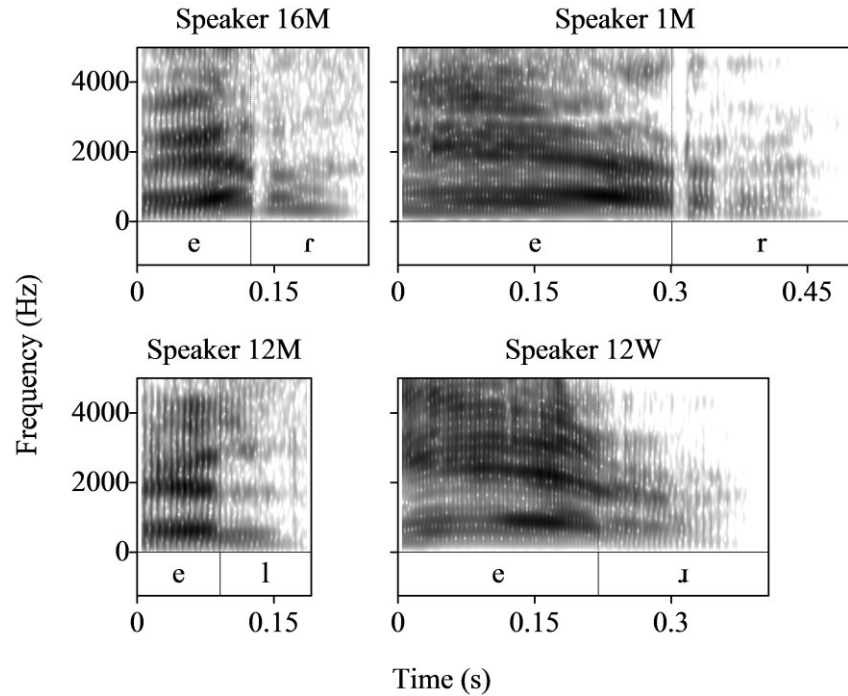 Speaker 16M
Speaker 1M
4000
2000
0
e
ɾ
e
r
0
0.15
0
0.15
0.3
0.45
Speaker 12M
Speaker 12W
4000
2000
0
e
l
e
ɹ
0
0.15
0
0.15
0.3
Frequency (Hz)
Time (s)